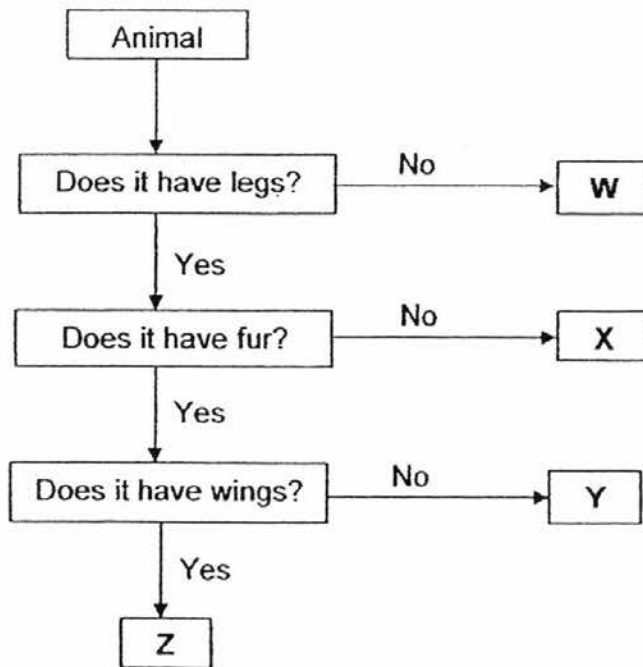 Animal
Does it have legs?
No
W
Yes
Does it have fur?
No
X
Yes
Does it have wings?
No
Y
Yes
Z